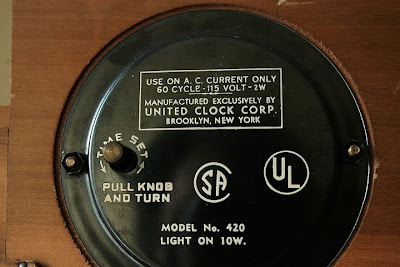 USE ON A. C. CURRENT ONLY
60 CYCLE - 115 VOLT - 2W
MANUFACTURED EXCLUSIVELY BY
UNITED CLOCK CORP.
BROOKLYN, NEW YORK
TIME SET
PULL KNOB
AND TURN
SA
UL
MODEL No. 420
LIGHT ON 10W.